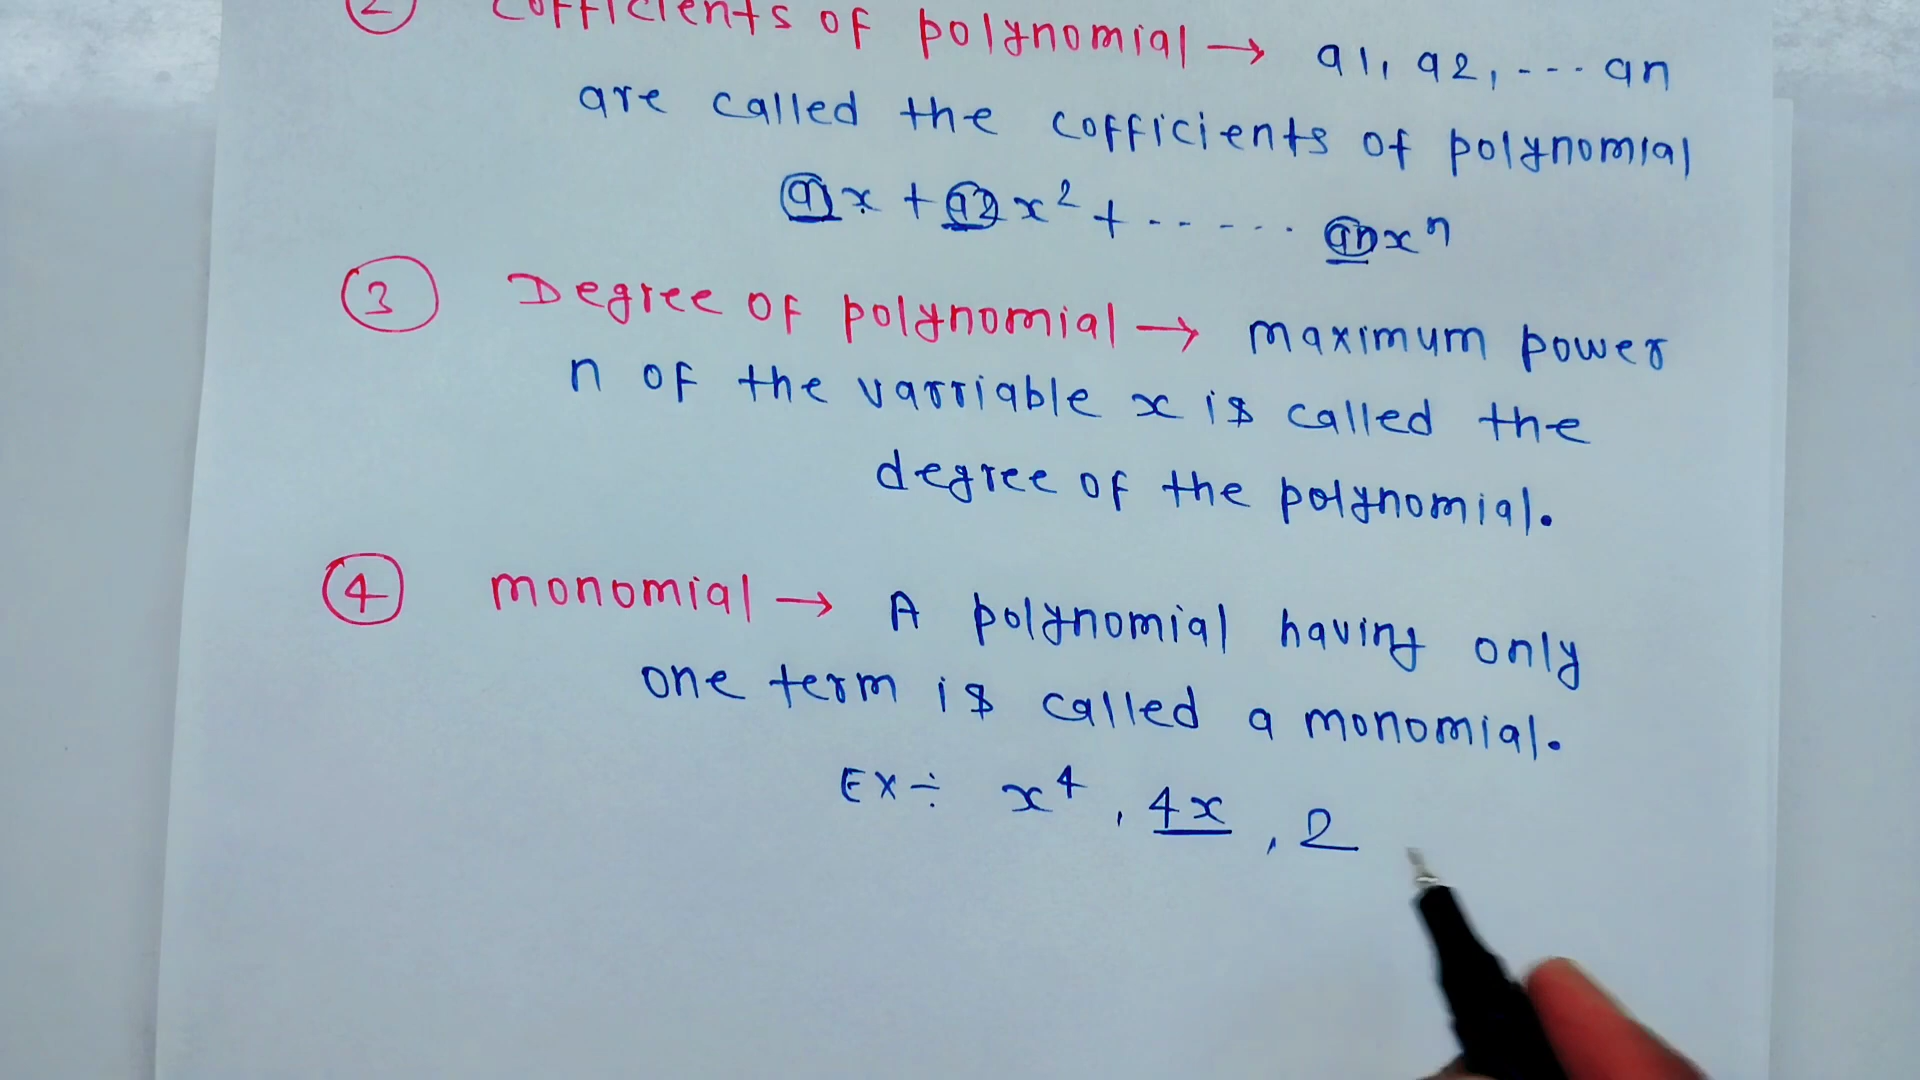 ② Cofficients of polynomial → a1, a2, --- an
are called the cofficients of polynomial
a1x + a2x² + - - - - - - anxⁿ
③ Degree of polynomial → maximum power
n of the varriable x is called the
degree of the polynomial.
④ monomial → A polynomial having only
one term is called a monomial.
Ex÷ x⁴, 4x, 2